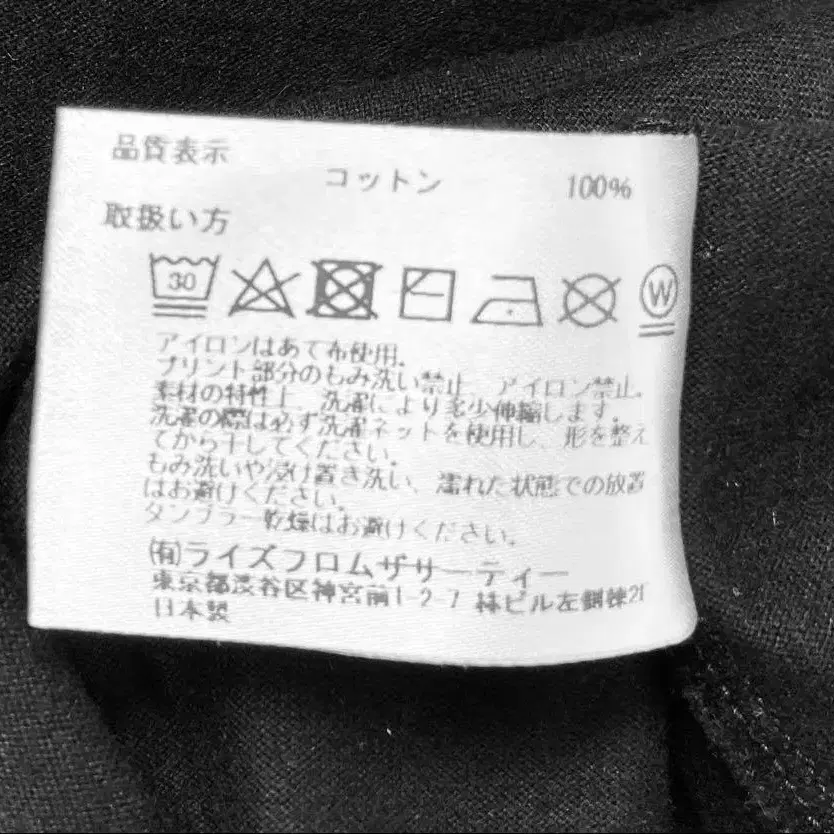 品質表示
コットン 100%
取扱い方
30
W
アイロンはあて布使用。
プリント部分のもみ洗い禁止、アイロン禁止。
素材の特性上、洗濯により多少伸縮します。
洗濯の際は必ず洗濯ネットを使用し、形を整え
てから干してください。
もみ洗いや浸け置き洗い、濡れた状態での放置
はお避けください。
タンブラー乾燥はお避けください。
(有)ライズフロムザサーティー
東京都渋谷区神宮前1-2-7 林ビル左側棟2F
日本製